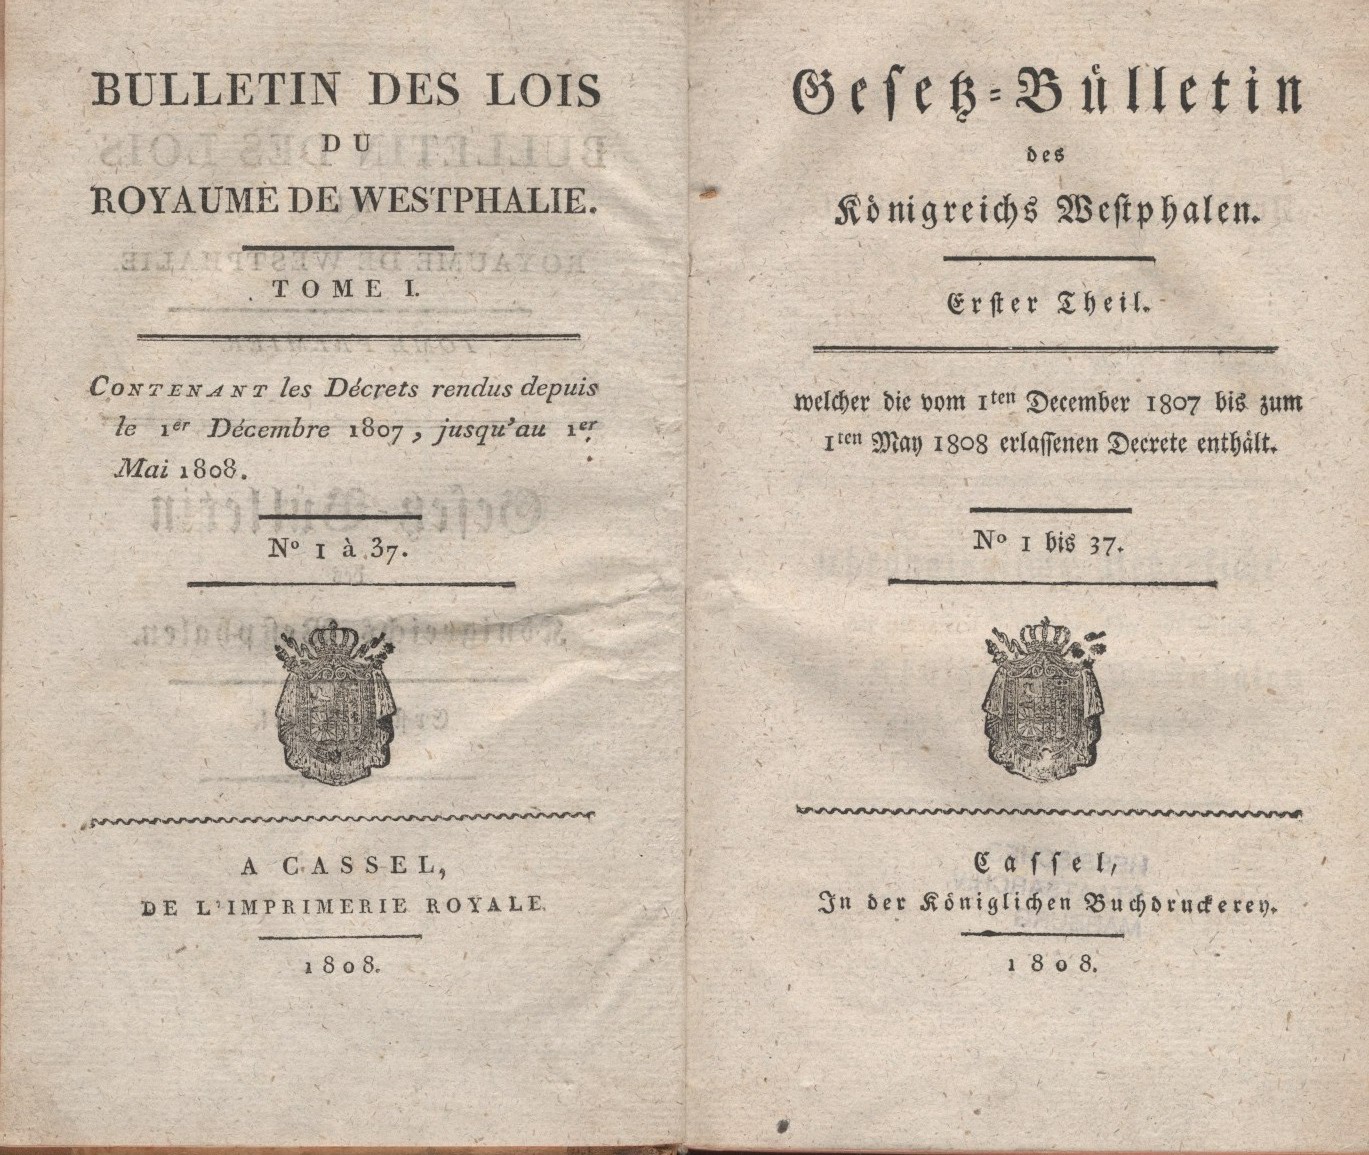 BULLETIN DES LOIS
DU
ROYAUME DE WESTPHALIE.
TOME I.
CONTENANT les Décrets rendus depuis
le 1er Décembre 1807, jusqu'au 1er
Mai 1808.
No 1 à 37.
A CASSEL,
DE L'IMPRIMERIE ROYALE.
1808.
Gesetz-Bülletin
des
Königreichs Westphalen.
Erster Theil.
welcher die vom 1ten December 1807 bis zum
1ten May 1808 erlassenen Decrete enthält.
No 1 bis 37.
Cassel,
In der Königlichen Buchdruckerey.
1808.